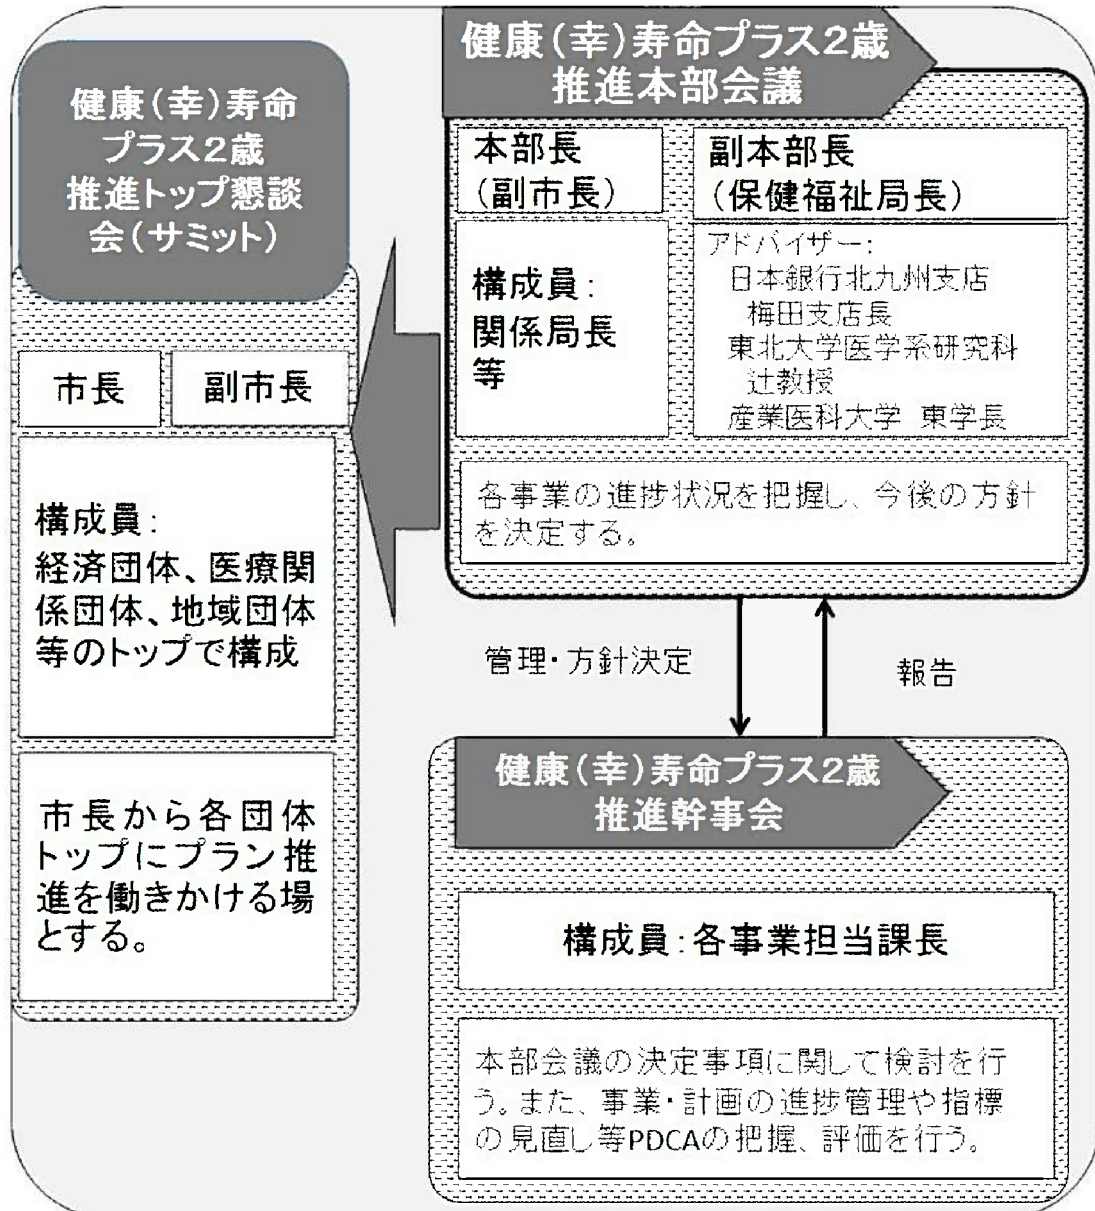 健康(幸)寿命
プラス2歳
推進トップ懇談
会(サミット)
市長
副市長
構成員:
経済団体、医療関
係団体、地域団体
等のトップで構成
市長から各団体
トップにプラン推
進を働きかける場
とする。
健康(幸)寿命プラス2歳
推進本部会議
本部長
(副市長)
副本部長
(保健福祉局長)
構成員:
関係局長
等
アドバイザー:
日本銀行北九州支店
梅田支店長
東北大学医学系研究科
辻教授
産業医科大学 東学長
各事業の進捗状況を把握し、今後の方針
を決定する。
管理・方針決定
報告
健康(幸)寿命プラス2歳
推進幹事会
構成員:各事業担当課長
本部会議の決定事項に関して検討を行
う。また、事業・計画の進捗管理や指標
の見直し等PDCAの把握、評価を行う。